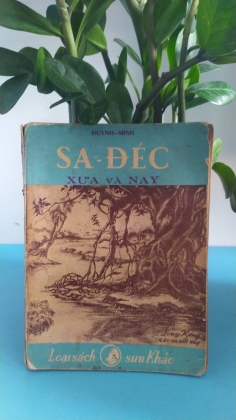 HUỲNH-MINH
SA-ĐÉC
XƯA VÀ NAY
Loại sách sưu Khảo